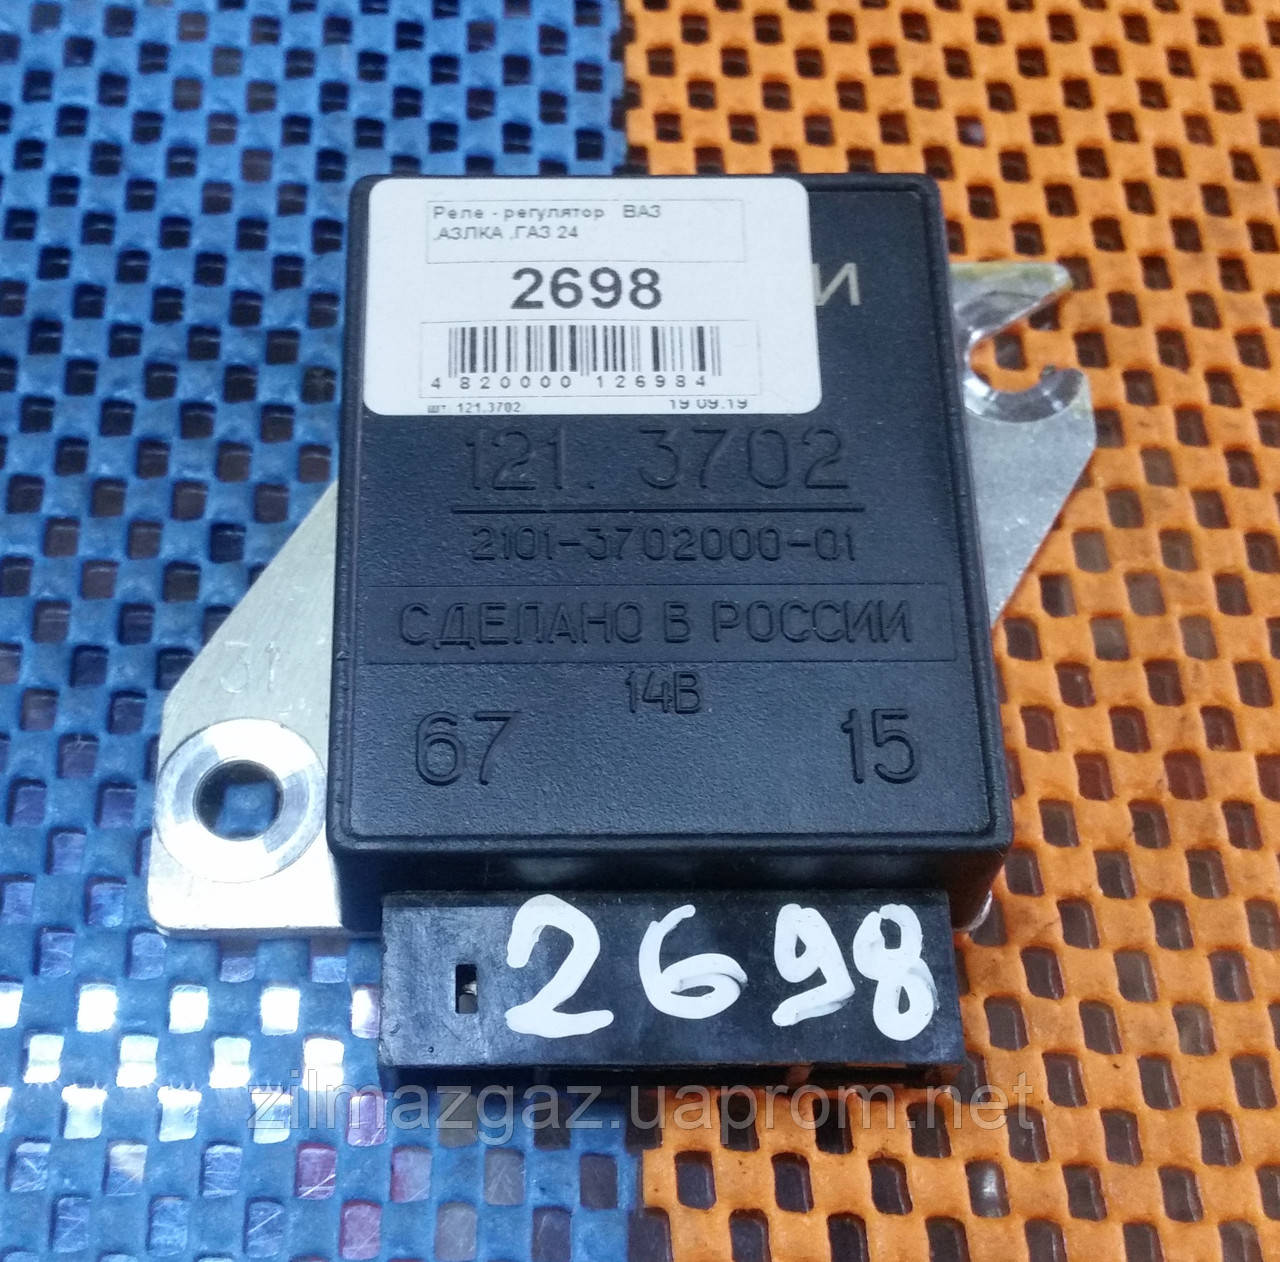 Реле - регулятор ВАЗ
,АЗЛКА ,ГАЗ 24
2698
И
4 820000 126984
шт. 121.3702 19 09.19
121. 3702
2101-3702000-01
СДЕЛАНО В РОССИИ
14В
31
67 15
2698
zilmazgaz.uaprom.net